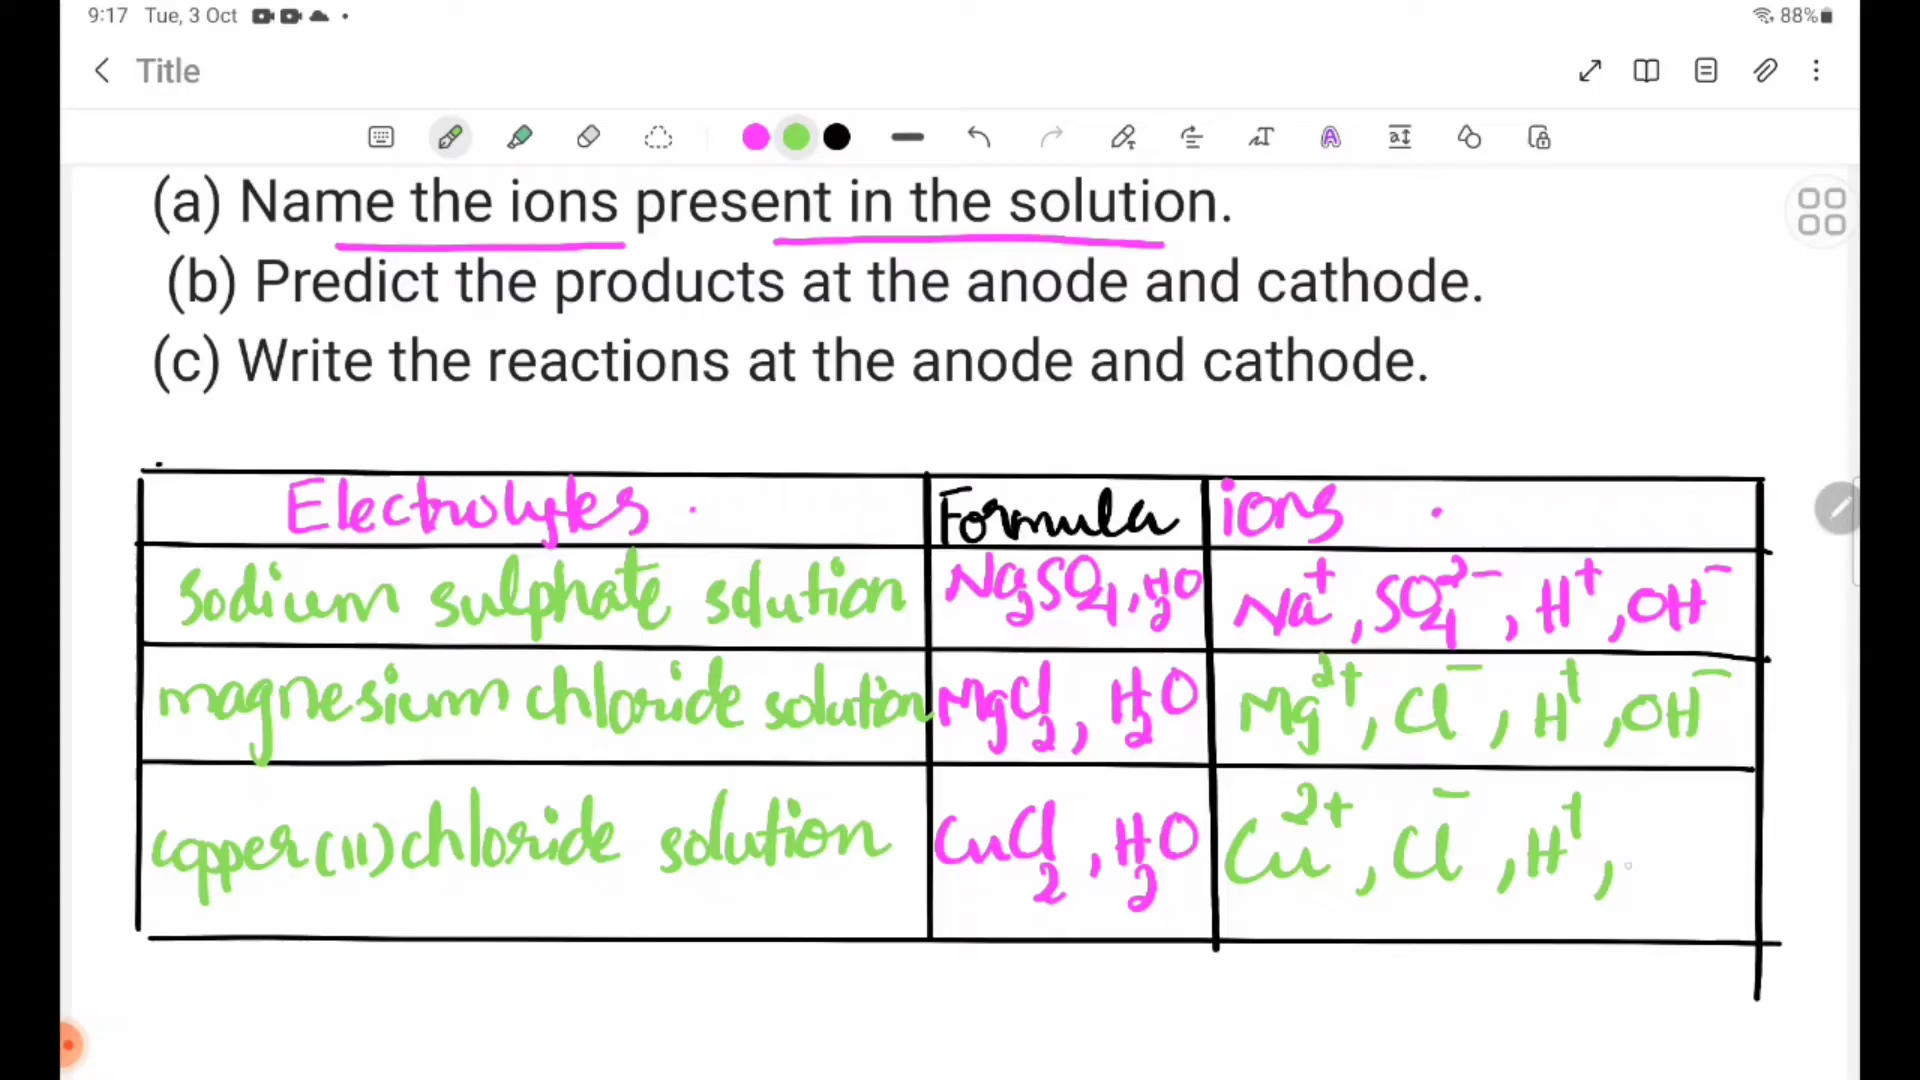 9:17 Tue, 3 Oct
88%
Title
(a) Name the ions present in the solution.
(b) Predict the products at the anode and cathode.
(c) Write the reactions at the anode and cathode.
Electrolytes. Formula ions.
Sodium sulphate solution Na₂SO₄, H₂O Na⁺, SO₄²⁻, H⁺, OH⁻
magnesium chloride solution MgCl₂, H₂O Mg²⁺, Cl⁻, H⁺, OH⁻
copper(II)chloride solution CuCl₂, H₂O Cu²⁺, Cl⁻, H⁺,